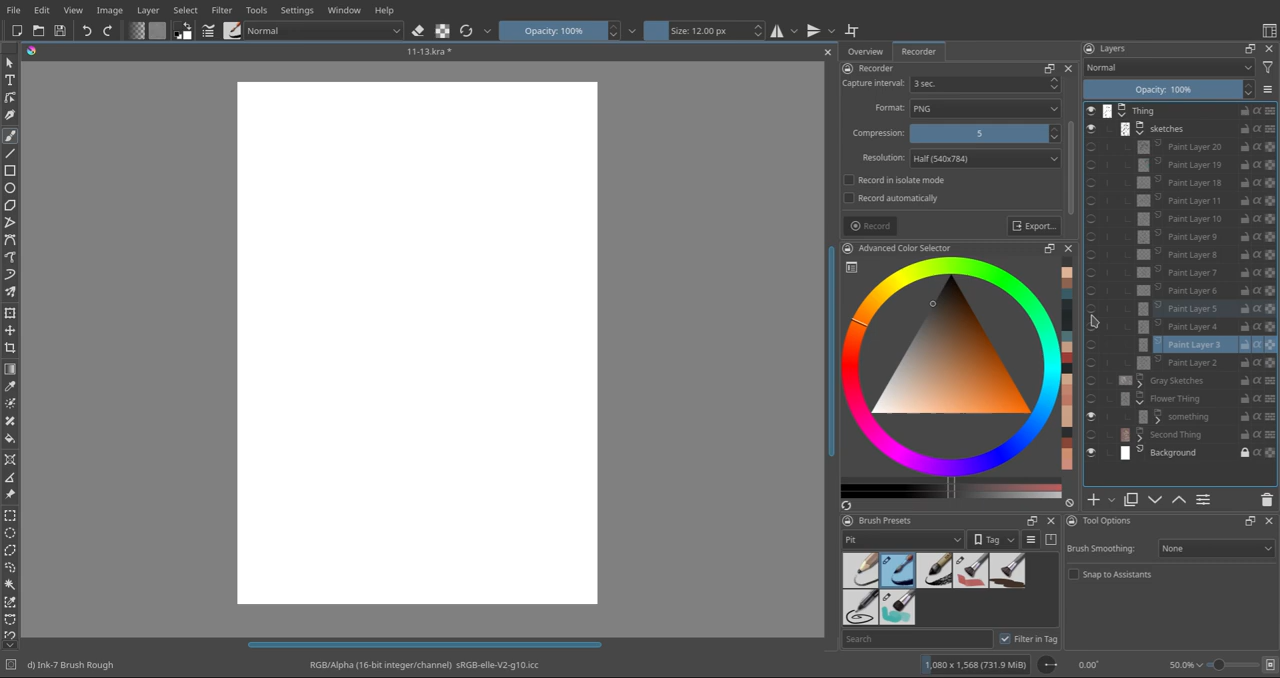 File Edit View Image Layer Select Filter Tools Settings Window Help
Normal Opacity: 100% Size: 12.00 px
11-13.kra *
Overview Recorder
Recorder
Capture interval: 3 sec.
Format: PNG
Compression: 5
Resolution: Half (540x784)
Record in isolate mode
Record automatically
Record Export...
Advanced Color Selector
Brush Presets
Pit Tag
Search Filter in Tag
Layers
Normal
Opacity: 100%
Thing
sketches
Paint Layer 20
Paint Layer 19
Paint Layer 18
Paint Layer 11
Paint Layer 10
Paint Layer 9
Paint Layer 8
Paint Layer 7
Paint Layer 6
Paint Layer 5
Paint Layer 4
Paint Layer 3
Paint Layer 2
Gray Sketches
Flower THing
something
Second Thing
Background
Tool Options
Brush Smoothing: None
Snap to Assistants
d) Ink-7 Brush Rough RGB/Alpha (16-bit integer/channel) sRGB-elle-V2-g10.icc 1,080 x 1,568 (731.9 MiB) 0.00° 50.0%